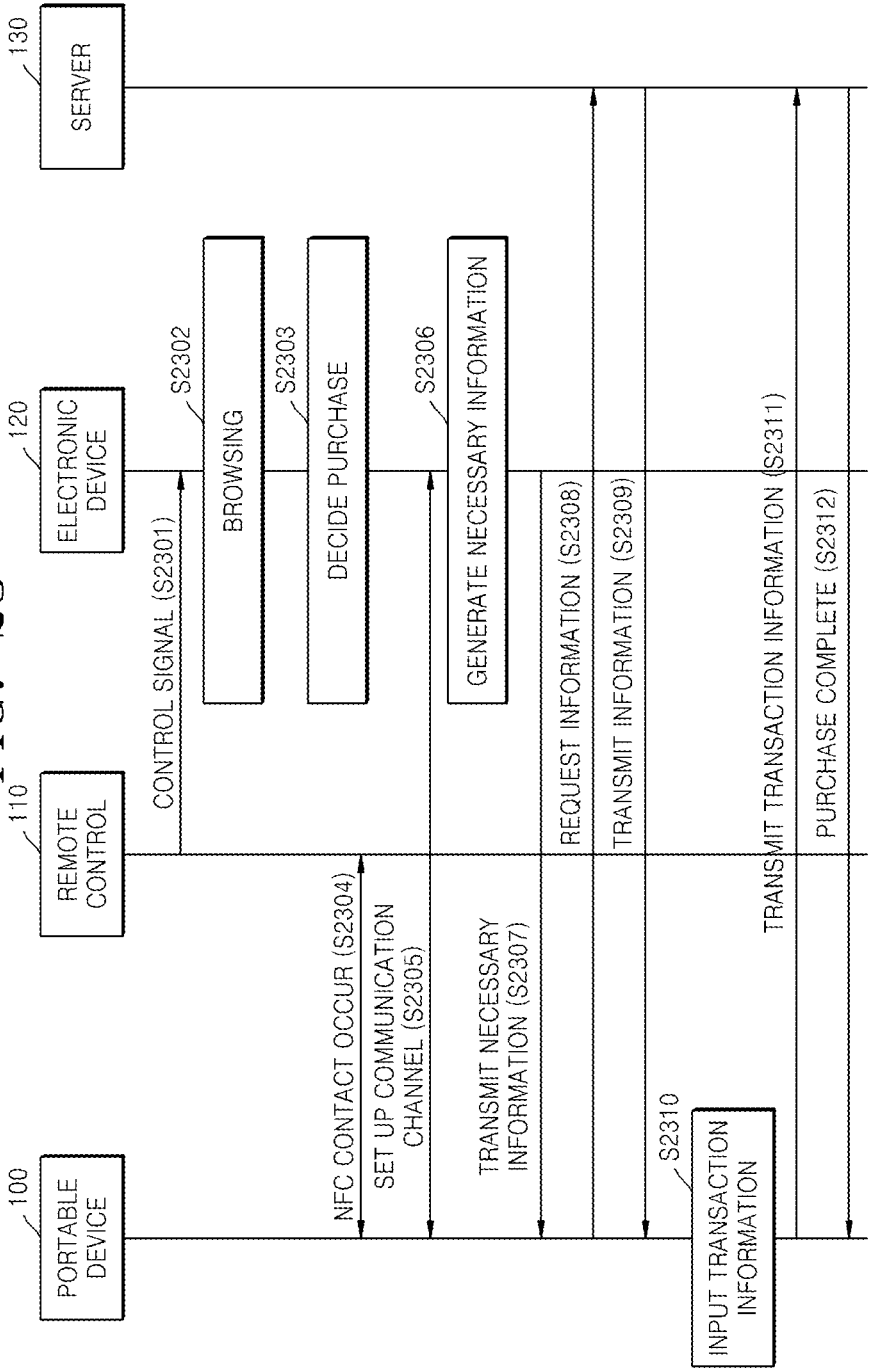 FIG. 23
100
110
120
130
PORTABLE
DEVICE
REMOTE
CONTROL
ELECTRONIC
DEVICE
SERVER
CONTROL SIGNAL (S2301)
S2302
BROWSING
S2303
DECIDE PURCHASE
NFC CONTACT OCCUR (S2304)
SET UP COMMUNICATION
CHANNEL (S2305)
S2306
GENERATE NECESSARY INFORMATION
TRANSMIT NECESSARY
INFORMATION (S2307)
REQUEST INFORMATION (S2308)
TRANSMIT INFORMATION (S2309)
S2310
INPUT TRANSACTION
INFORMATION
TRANSMIT TRANSACTION INFORMATION (S2311)
PURCHASE COMPLETE (S2312)